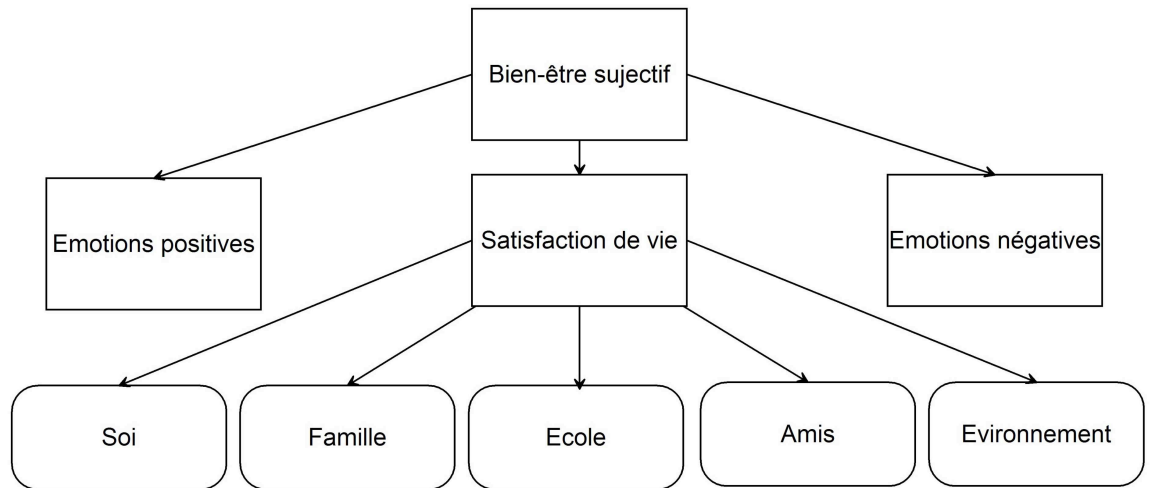 Bien-être sujectif
Emotions positives
Satisfaction de vie
Emotions négatives
Soi
Famille
Ecole
Amis
Evironnement